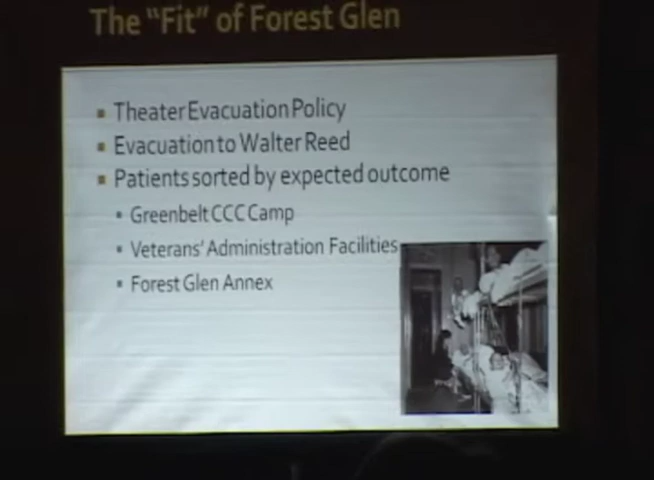 The "Fit" of Forest Glen
Theater Evacuation Policy
Evacuation to Walter Reed
Patients sorted by expected outcome
Greenbelt CCC Camp
Veterans' Administration Facilities
Forest Glen Annex